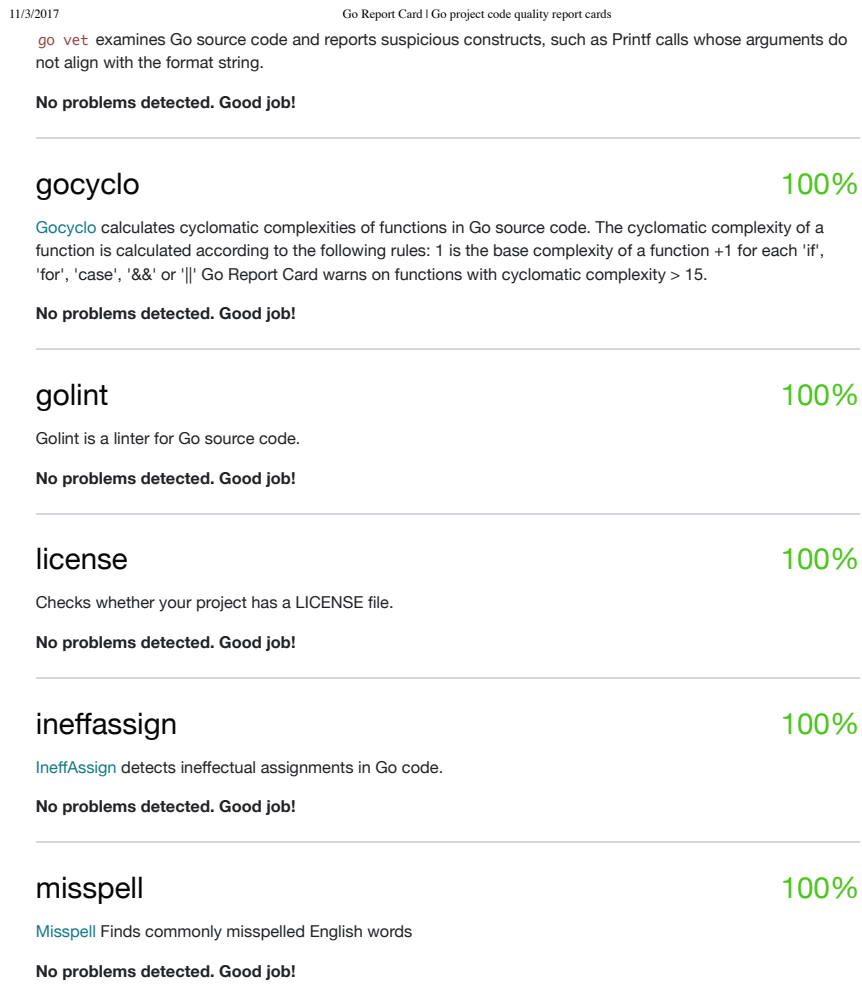 11/3/2017 Go Report Card | Go project code quality report cards
go vet examines Go source code and reports suspicious constructs, such as Printf calls whose arguments do
not align with the format string.
No problems detected. Good job!
gocyclo 100%
Gocyclo calculates cyclomatic complexities of functions in Go source code. The cyclomatic complexity of a
function is calculated according to the following rules: 1 is the base complexity of a function +1 for each 'if',
'for', 'case', '&&' or '||' Go Report Card warns on functions with cyclomatic complexity > 15.
No problems detected. Good job!
golint 100%
Golint is a linter for Go source code.
No problems detected. Good job!
license 100%
Checks whether your project has a LICENSE file.
No problems detected. Good job!
ineffassign 100%
IneffAssign detects ineffectual assignments in Go code.
No problems detected. Good job!
misspell 100%
Misspell Finds commonly misspelled English words
No problems detected. Good job!